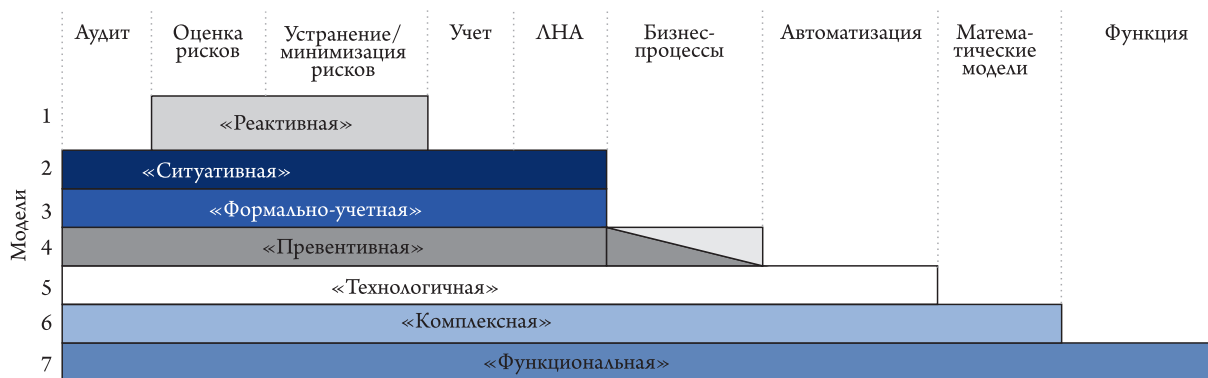 Аудит
Оценка
рисков
Устранение/
минимизация
рисков
Учет
ЛНА
Бизнес-
процессы
Автоматизация
Матема-
тические
модели
Функция
Модели
1
«Реактивная»
2
«Ситуативная»
3
«Формально-учетная»
4
«Превентивная»
5
«Технологичная»
6
«Комплексная»
7
«Функциональная»